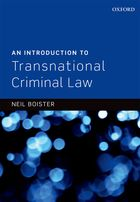 OXFORD
AN INTRODUCTION TO
Transnational
Criminal Law
NEIL BOISTER